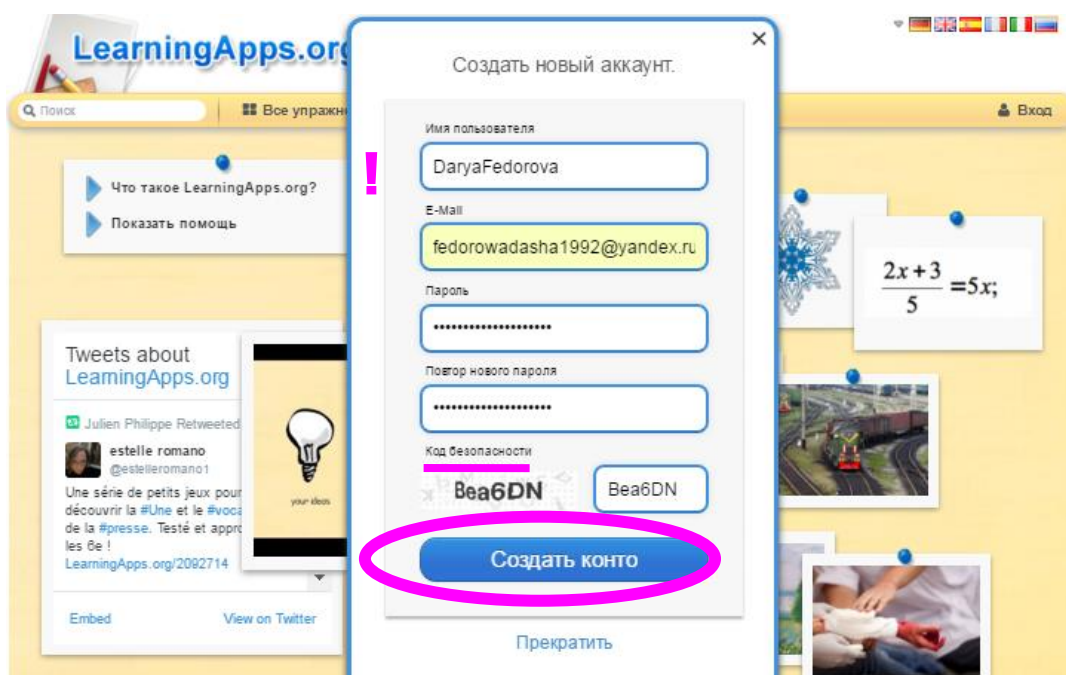 LearningApps.org
Поиск
Все упражн
Вход
Что такое LearningApps.org?
Показать помощь
Tweets about
LearningApps.org
Julien Philippe Retweeted
estelle romano
@estelleromano1
Une série de petits jeux pour
découvrir la #Une et le #voca
de la #presse. Testé et appro
les 6e !
LearningApps.org/2092714
Embed
View on Twitter
your ideas
!
×
Создать новый аккаунт.
Имя пользователя
DaryaFedorova
E-Mail
fedorowadasha1992@yandex.ru
Пароль
••••••••••••••••••••
Повтор нового пароля
••••••••••••••••••••
Код безопасности
Bea6DN
Bea6DN
Создать конто
Прекратить
2x+3
5
=5x;